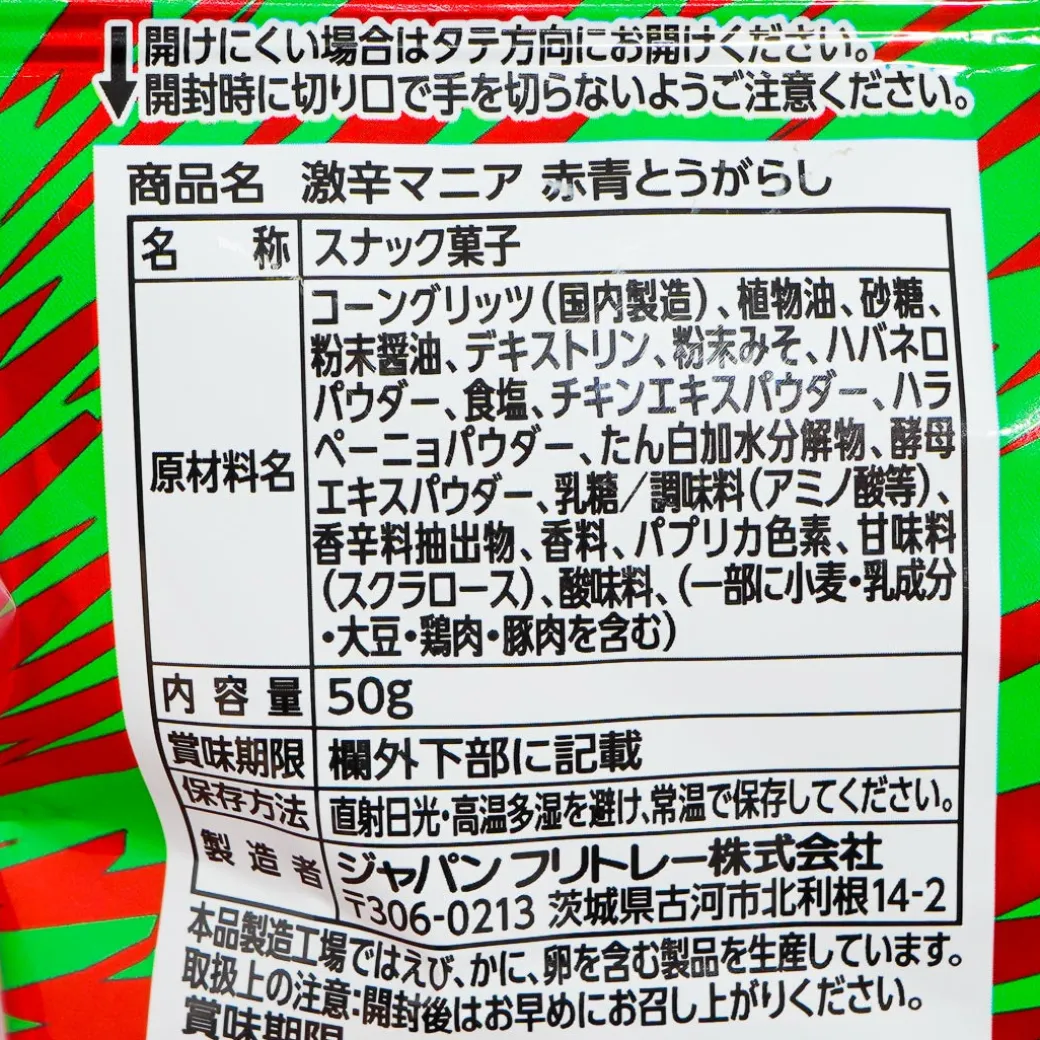 開けにくい場合はタテ方向にお開けください。
開封時に切り口で手を切らないようご注意ください。
商品名 激辛マニア 赤青とうがらし
名 称 スナック菓子
原材料名
コーングリッツ(国内製造)、植物油、砂糖、
粉末醤油、デキストリン、粉末みそ、ハバネロ
パウダー、食塩、チキンエキスパウダー、ハラ
ペーニョパウダー、たん白加水分解物、酵母
エキスパウダー、乳糖/調味料(アミノ酸等)、
香辛料抽出物、香料、パプリカ色素、甘味料
(スクラロース)、酸味料、(一部に小麦・乳成分
・大豆・鶏肉・豚肉を含む)
内容量 50g
賞味期限 欄外下部に記載
保存方法 直射日光・高温多湿を避け、常温で保存してください。
製造者 ジャパンフリトレー株式会社
〒306-0213 茨城県古河市北利根14-2
本品製造工場ではえび、かに、卵を含む製品を生産しています。
取扱上の注意:開封後はお早めにお召し上がりください。
賞味期限